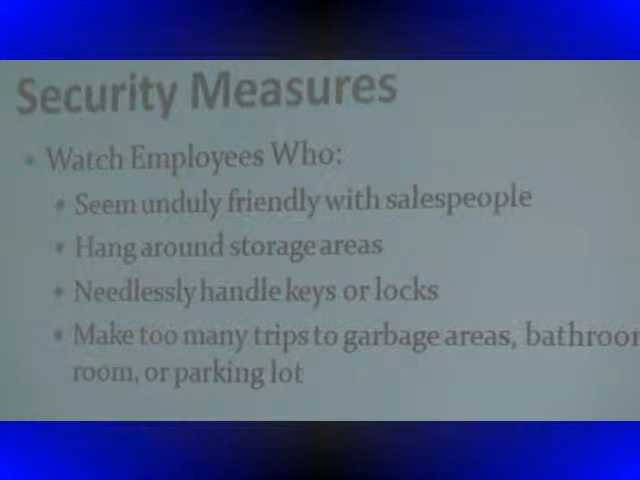 Security Measures
• Watch Employees Who:
• Seem unduly friendly with salespeople
• Hang around storage areas
• Needlessly handle keys or locks
• Make too many trips to garbage areas, bathroom
room, or parking lot